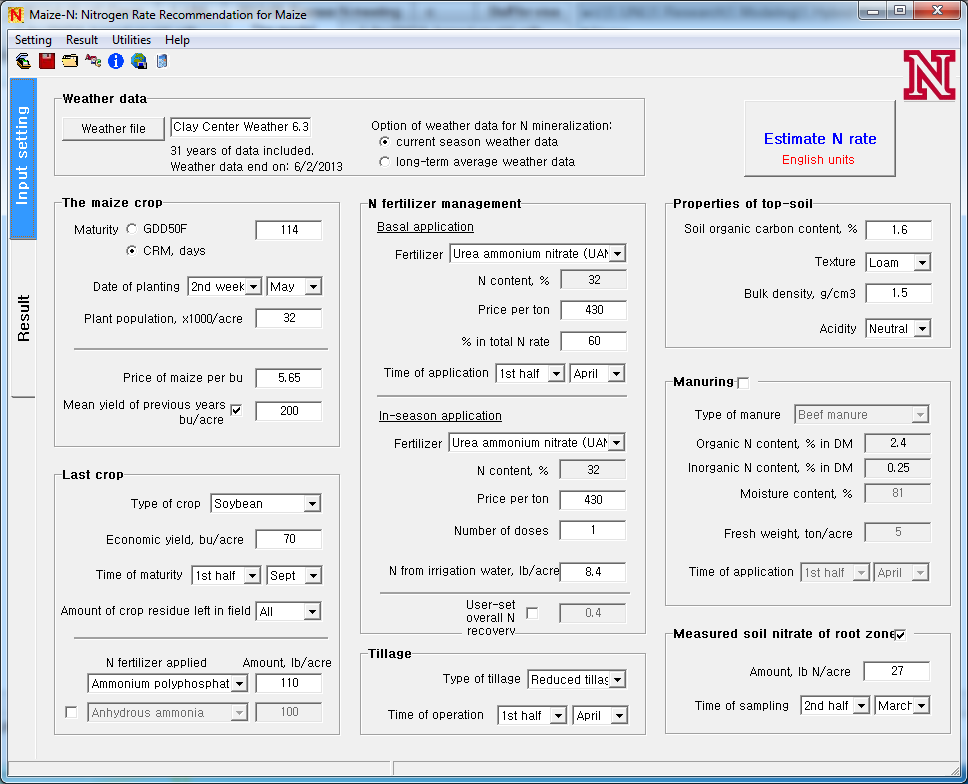 Maize-N: Nitrogen Rate Recommendation for Maize
Setting Result Utilities Help
N
Input setting
Result
Weather data
Weather file Clay Center Weather 6.3
31 years of data included.
Weather data end on: 6/2/2013
Option of weather data for N mineralization:
current season weather data
long-term average weather data
Estimate N rate
English units
The maize crop
Maturity GDD50F 114
CRM, days
Date of planting 2nd week May
Plant population, x1000/acre 32
Price of maize per bu 5.65
Mean yield of previous years
bu/acre 200
Last crop
Type of crop Soybean
Economic yield, bu/acre 70
Time of maturity 1st half Sept
Amount of crop residue left in field All
N fertilizer applied Amount, lb/acre
Ammonium polyphosphat 110
Anhydrous ammonia 100
N fertilizer management
Basal application
Fertilizer Urea ammonium nitrate (UAN
N content, % 32
Price per ton 430
% in total N rate 60
Time of application 1st half April
In-season application
Fertilizer Urea ammonium nitrate (UAN
N content, % 32
Price per ton 430
Number of doses 1
N from irrigation water, lb/acre 8.4
User-set
overall N
recovery 0.4
Tillage
Type of tillage Reduced tillag
Time of operation 1st half April
Properties of top-soil
Soil organic carbon content, % 1.6
Texture Loam
Bulk density, g/cm3 1.5
Acidity Neutral
Manuring
Type of manure Beef manure
Organic N content, % in DM 2.4
Inorganic N content, % in DM 0.25
Moisture content, % 81
Fresh weight, ton/acre 5
Time of application 1st half April
Measured soil nitrate of root zone
Amount, lb N/acre 27
Time of sampling 2nd half March